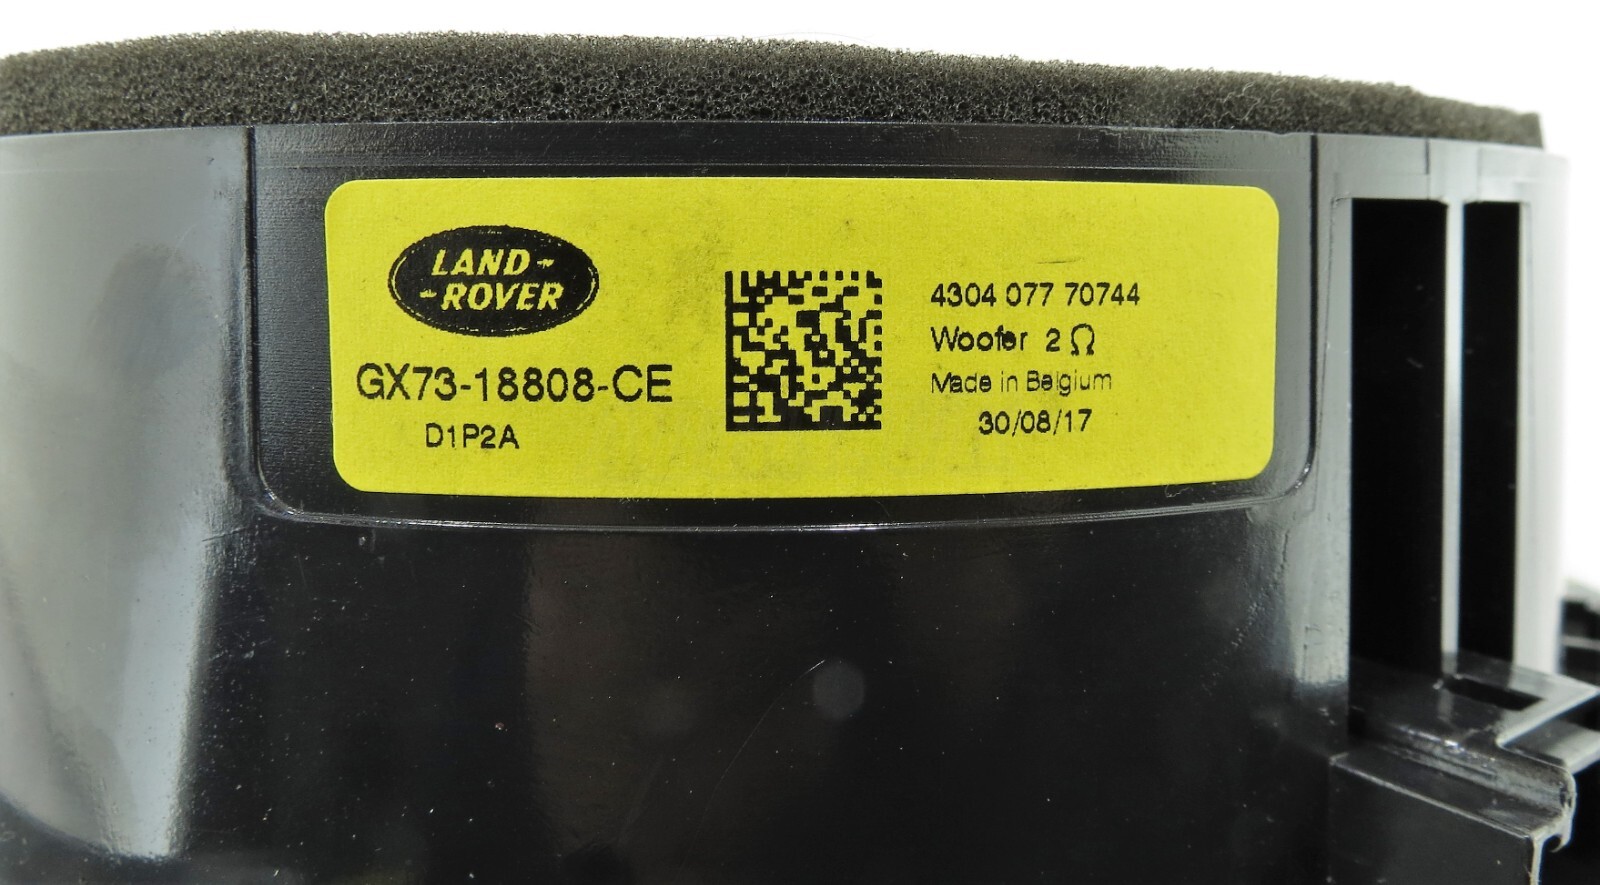 LAND-
-ROVER
GX73-18808-CE
D1P2A
4304 077 70744
Woofer 2 Ω
Made in Belgium
30/08/17